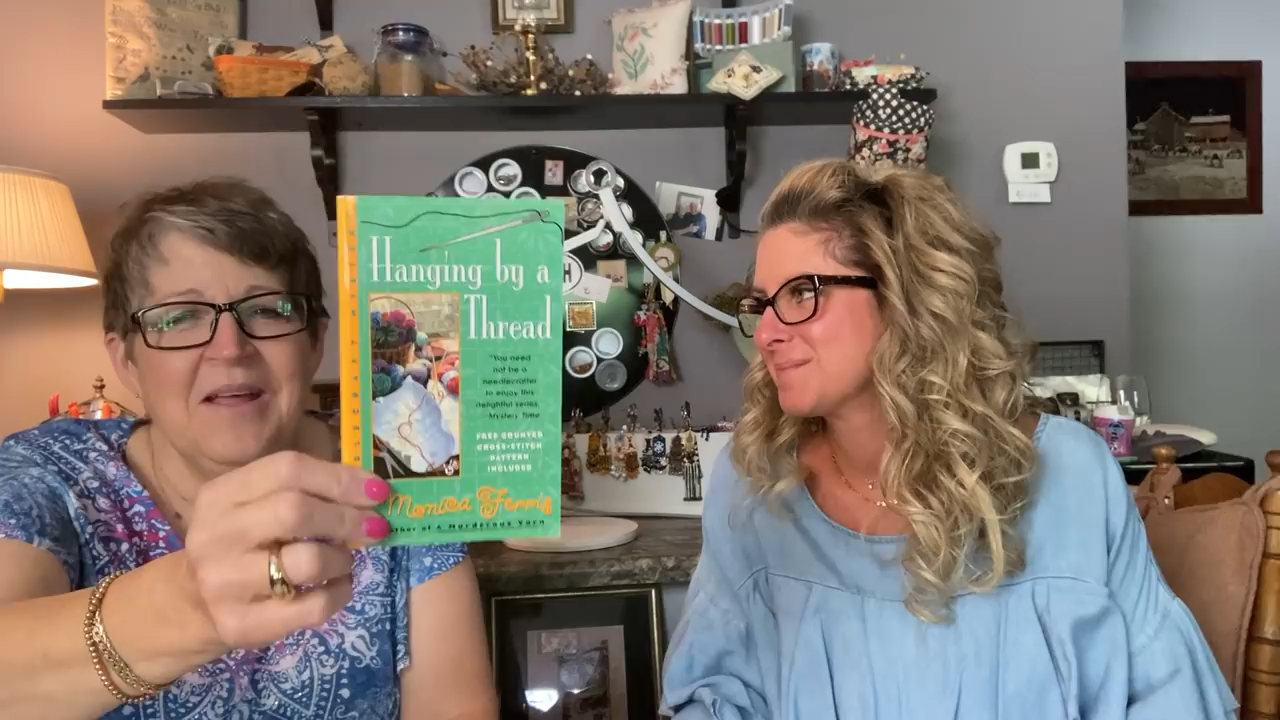 Hanging by a
Thread
"You need
not be a
needlecrafter
to enjoy this
delightful series.
Mystery Time
FREE COUNTED
CROSS-STITCH
PATTERN
INCLUDED
Monica Ferris
Author of A Murderous Yarn
H